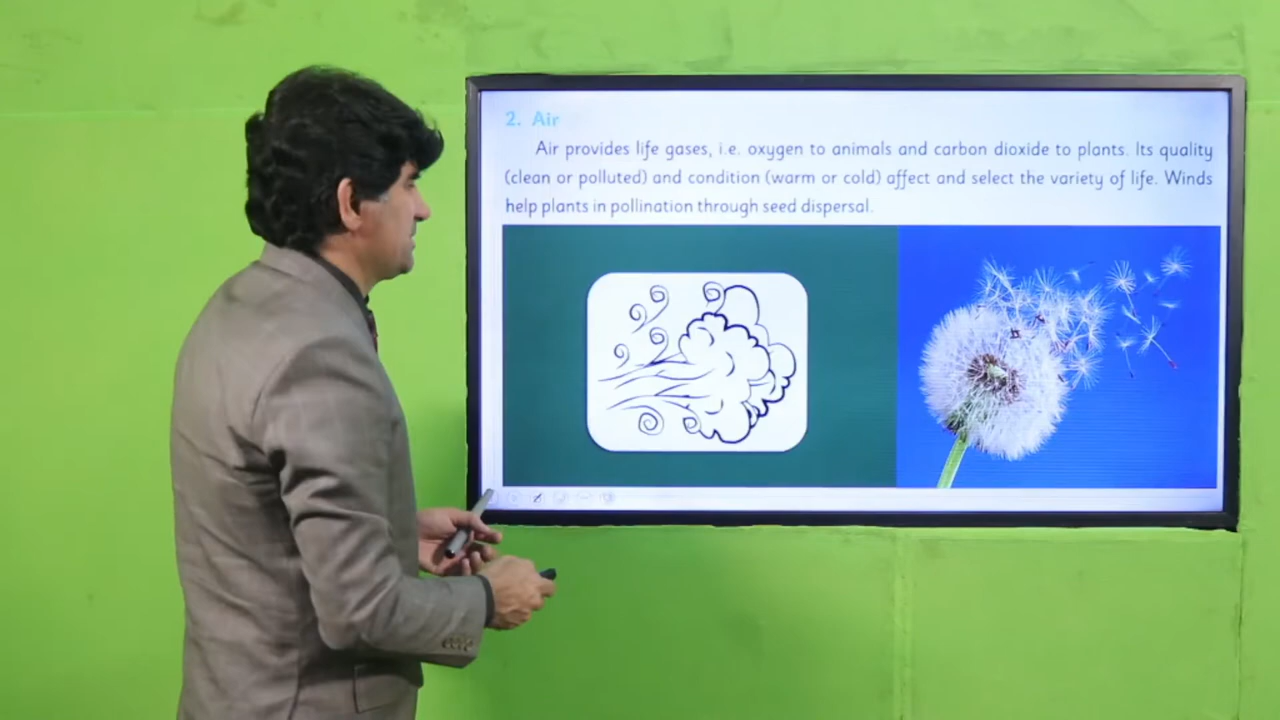 2. Air
Air provides life gases, i.e. oxygen to animals and carbon dioxide to plants. Its quality
(clean or polluted) and condition (warm or cold) affect and select the variety of life. Winds
help plants in pollination through seed dispersal.